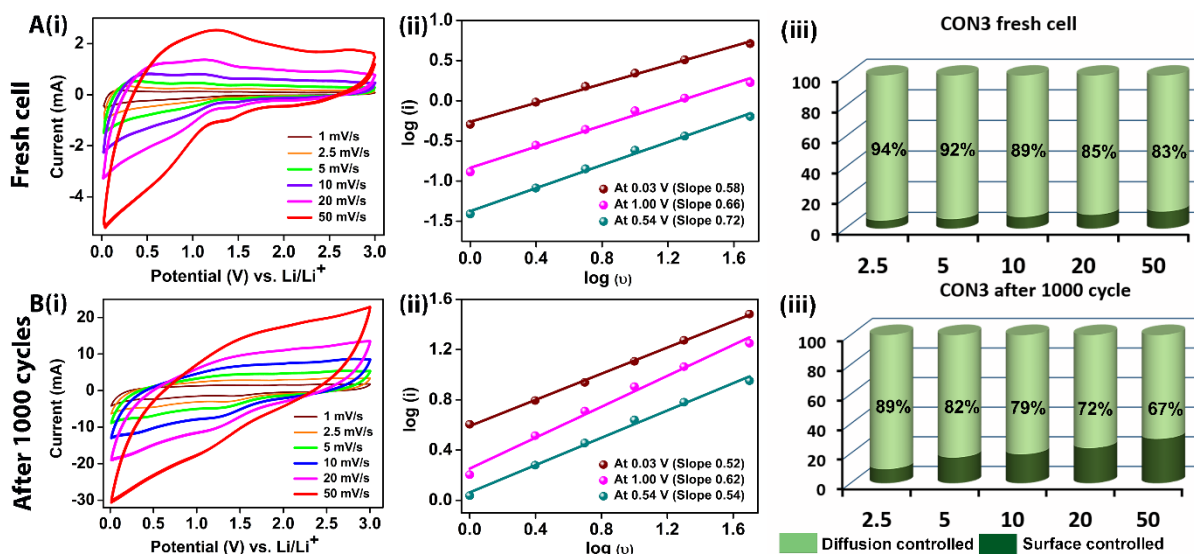 Fresh cell
A(i)
2
0
-2
-4
Current (mA)
1 mV/s
2.5 mV/s
5 mV/s
10 mV/s
20 mV/s
50 mV/s
0.0 0.5 1.0 1.5 2.0 2.5 3.0
Potential (V) vs. Li/Li⁺
(ii)
1.0
0.5
0.0
-0.5
-1.0
-1.5
log (i)
At 0.03 V (Slope 0.58)
At 1.00 V (Slope 0.66)
At 0.54 V (Slope 0.72)
0.0 0.4 0.8 1.2 1.6
log (υ)
(iii)
CON3 fresh cell
100
80
60
40
20
0
94% 92% 89% 85% 83%
2.5 5 10 20 50
After 1000 cycles
B(i)
20
10
0
-10
-20
-30
Current (mA)
1 mV/s
2.5 mV/s
5 mV/s
10 mV/s
20 mV/s
50 mV/s
0.0 0.5 1.0 1.5 2.0 2.5 3.0
Potential (V) vs. Li/Li⁺
(ii)
1.6
1.2
0.8
0.4
0.0
log (i)
At 0.03 V (Slope 0.52)
At 1.00 V (Slope 0.62)
At 0.54 V (Slope 0.54)
0.0 0.4 0.8 1.2 1.6
log (υ)
(iii)
CON3 after 1000 cycle
100
80
60
40
20
0
89% 82% 79% 72% 67%
2.5 5 10 20 50
Diffusion controlled Surface controlled